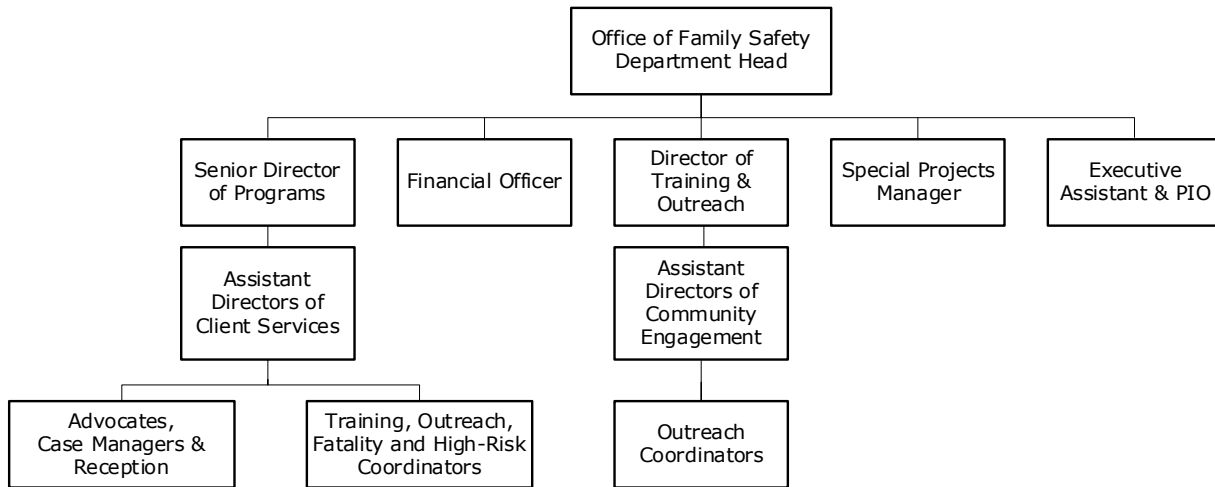 Office of Family Safety
Department Head
Senior Director
of Programs
Financial Officer
Director of
Training &
Outreach
Special Projects
Manager
Executive
Assistant & PIO
Assistant
Directors of
Client Services
Assistant
Directors of
Community
Engagement
Advocates,
Case Managers &
Reception
Training, Outreach,
Fatality and High-Risk
Coordinators
Outreach
Coordinators